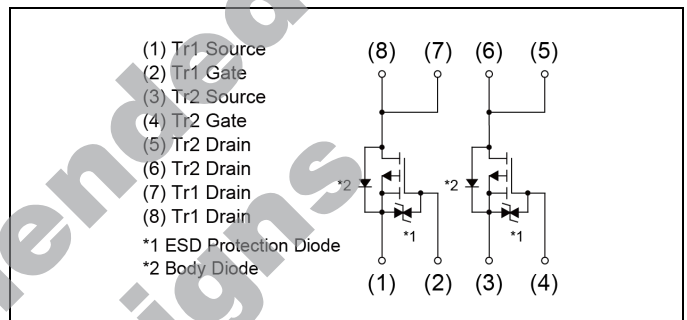 (1) Tr1 Source
(2) Tr1 Gate
(3) Tr2 Source
(4) Tr2 Gate
(5) Tr2 Drain
(6) Tr2 Drain
(7) Tr1 Drain
(8) Tr1 Drain
*1 ESD Protection Diode
*2 Body Diode
(8) (7) (6) (5)
*2 *2
*1 *1
(1) (2) (3) (4)
ended
igns